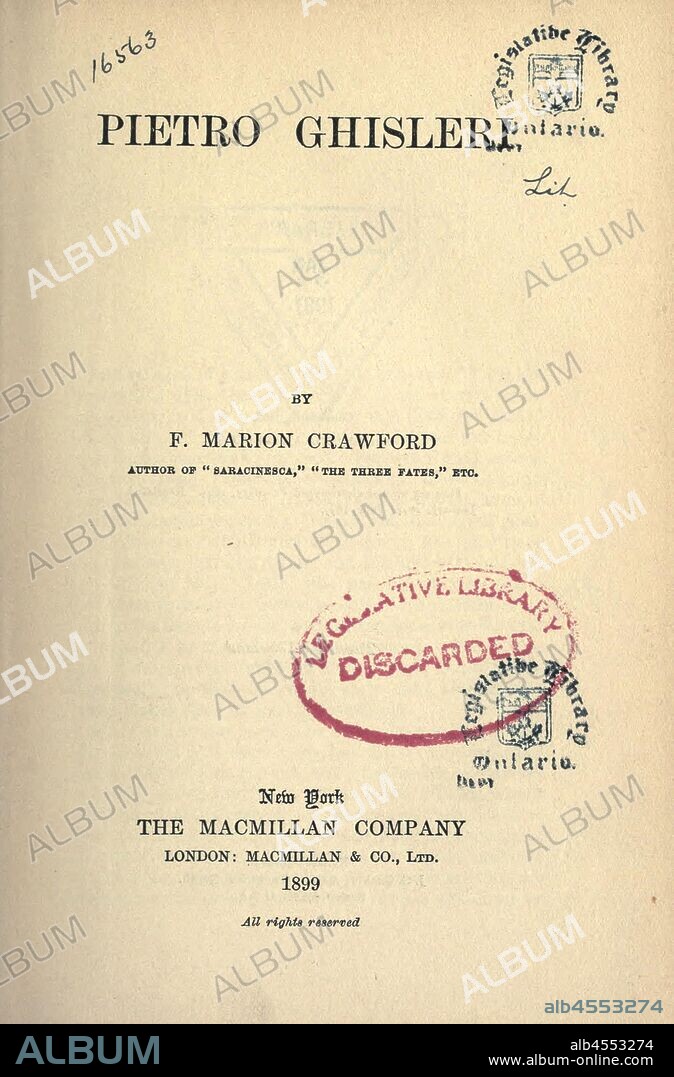 16563
Legislative Library
Ontario.
PIETRO GHISLERI
Lib
BY
F. MARION CRAWFORD
AUTHOR OF “SARACINESCA,” “THE THREE FATES,” ETC.
LEGISLATIVE LIBRARY
DISCARDED
Legislative Library
Ontario.
New York
THE MACMILLAN COMPANY
LONDON: MACMILLAN & CO., LTD.
1899
All rights reserved
ALBUM
alb4553274
ALBUM
alb4553274
www.album-online.com